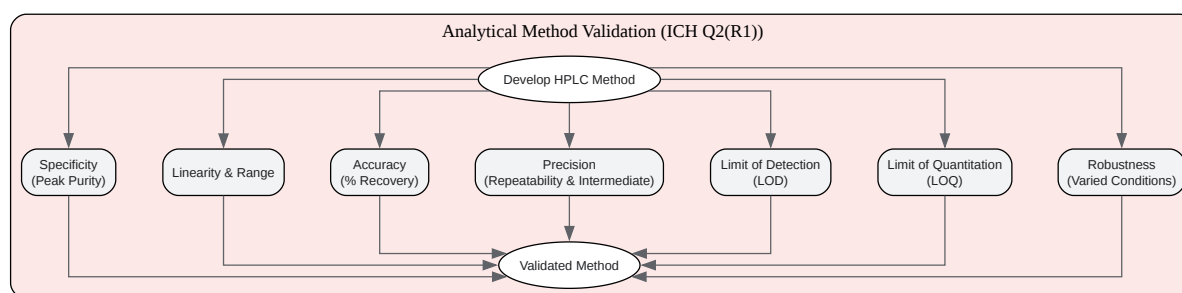 Analytical Method Validation (ICH Q2(R1))
Develop HPLC Method
Specificity
(Peak Purity)
Linearity & Range
Accuracy
(% Recovery)
Precision
(Repeatability & Intermediate)
Limit of Detection
(LOD)
Limit of Quantitation
(LOQ)
Robustness
(Varied Conditions)
Validated Method